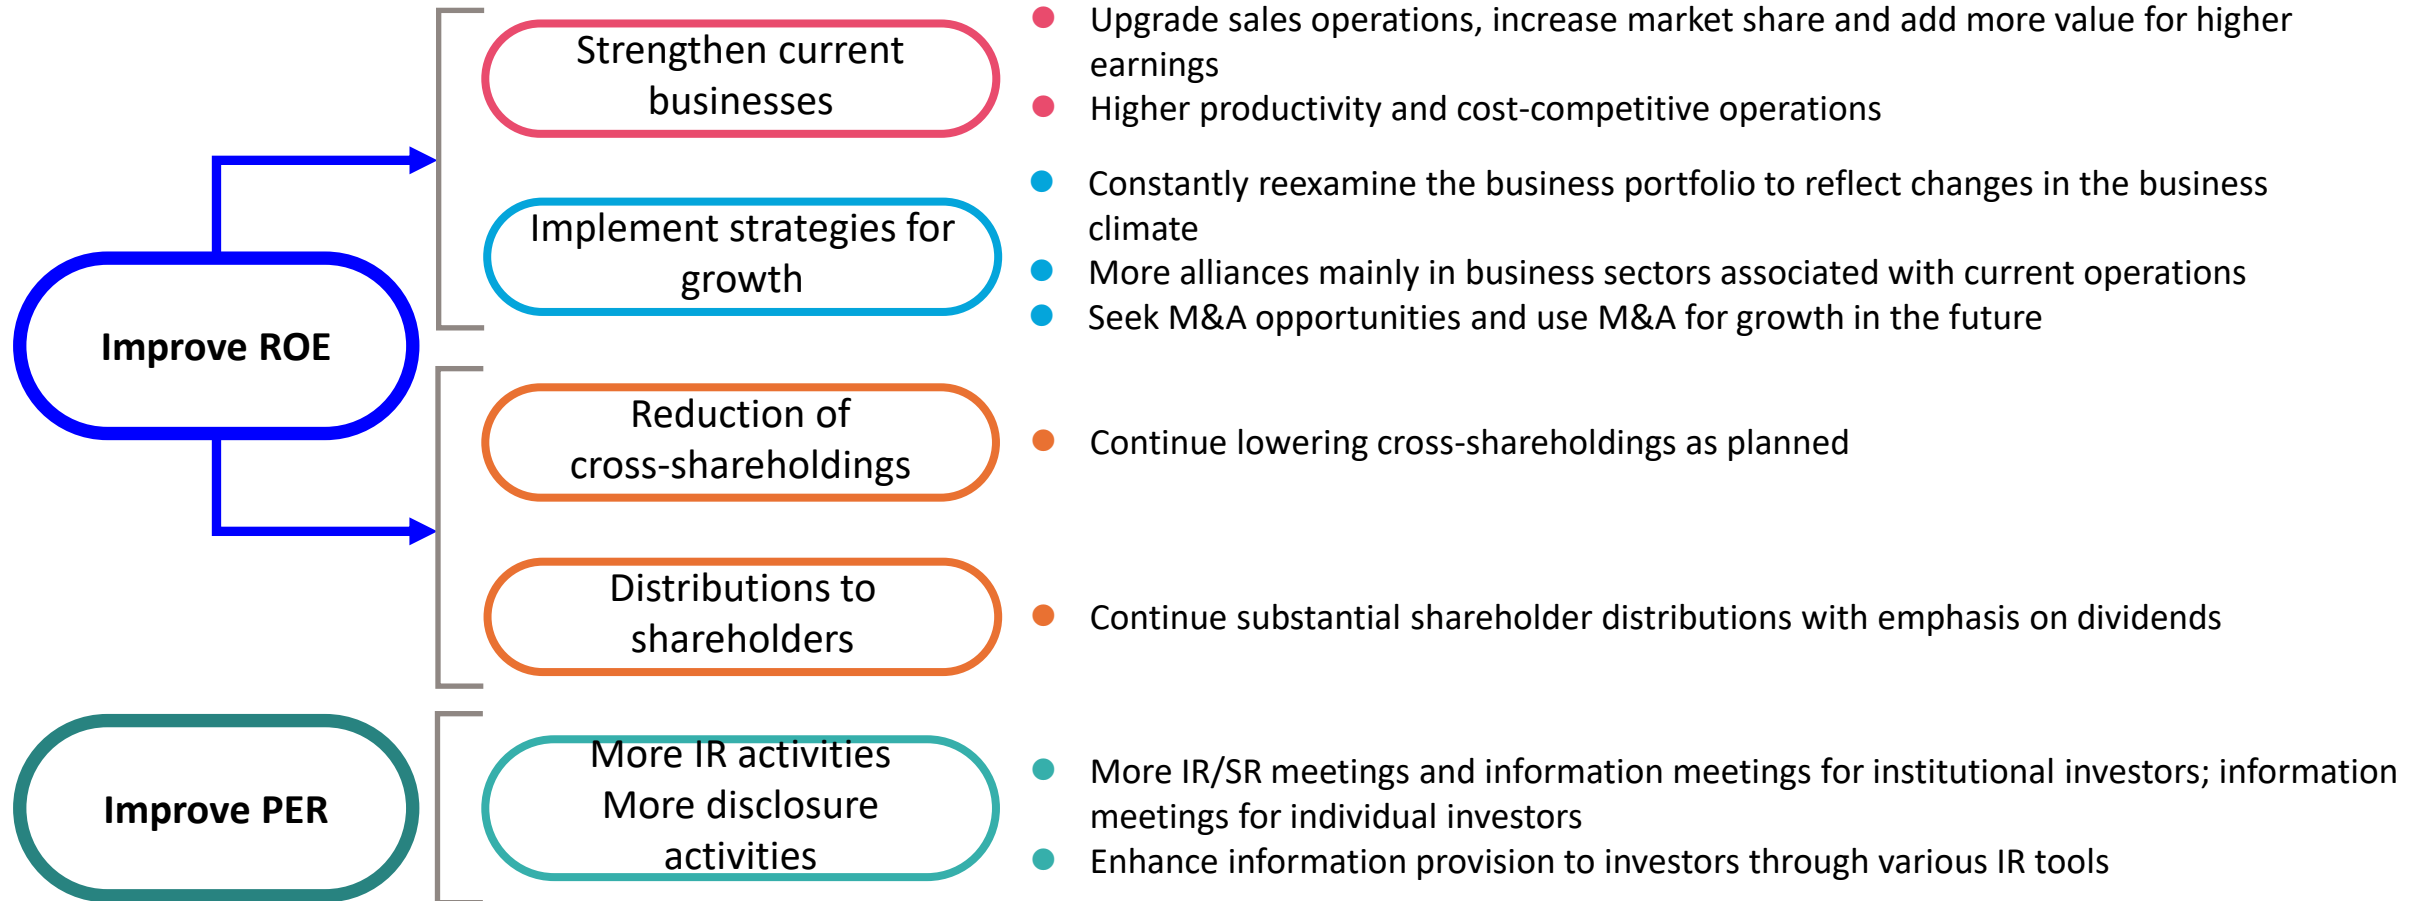 Improve ROE
Strengthen current
businesses
Upgrade sales operations, increase market share and add more value for higher
earnings
Higher productivity and cost-competitive operations
Implement strategies for
growth
Constantly reexamine the business portfolio to reflect changes in the business
climate
More alliances mainly in business sectors associated with current operations
Seek M&A opportunities and use M&A for growth in the future
Reduction of
cross-shareholdings
Continue lowering cross-shareholdings as planned
Distributions to
shareholders
Continue substantial shareholder distributions with emphasis on dividends
Improve PER
More IR activities
More disclosure
activities
More IR/SR meetings and information meetings for institutional investors; information
meetings for individual investors
Enhance information provision to investors through various IR tools